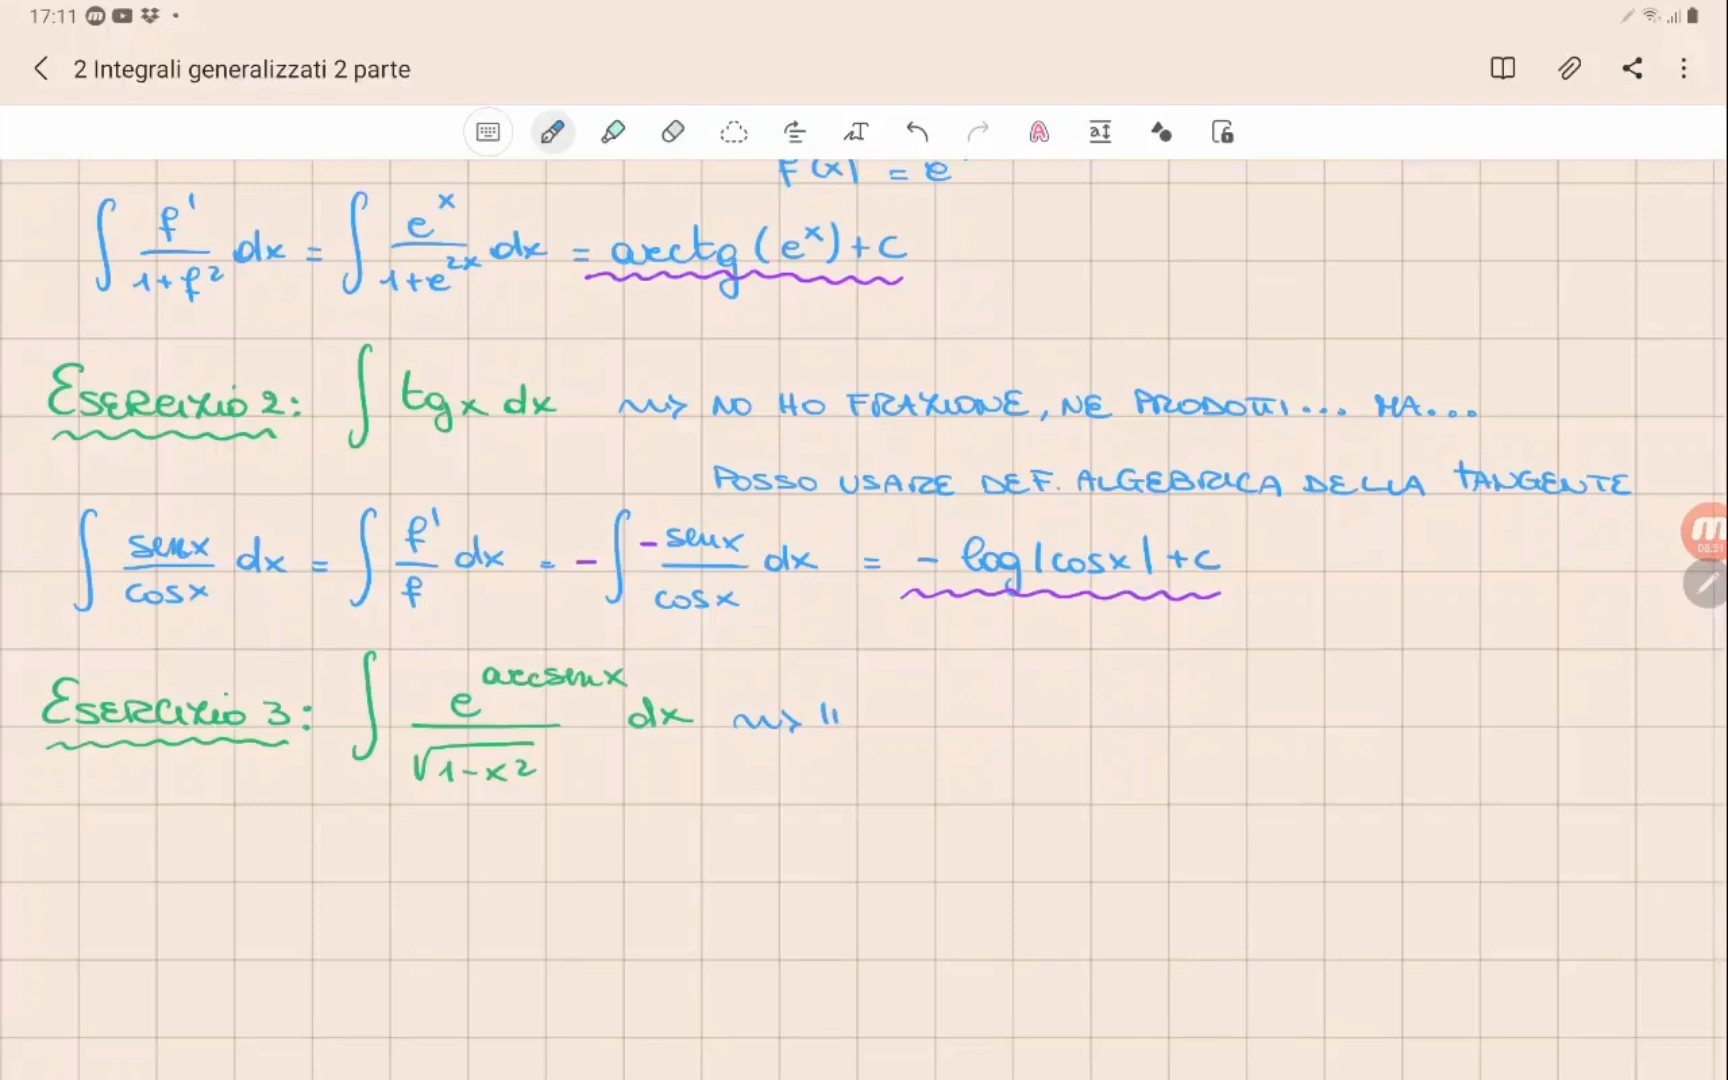 17:11
2 Integrali generalizzati 2 parte
f(x) = e
∫ f'/(1+f²) dx = ∫ eˣ/(1+e²ˣ) dx = arctg(eˣ)+c
Esercizio 2: ∫ tgx dx ⇝ NO HO FRAZIONE, NE PRODOTTI... MA...
POSSO USARE DEF. ALGEBRICA DELLA TANGENTE
∫ senx/cosx dx = ∫ f'/f dx = -∫ -senx/cosx dx = - log|cosx|+c
08:51
Esercizio 3: ∫ e^(arcsenx)/√(1-x²) dx ⇝ "